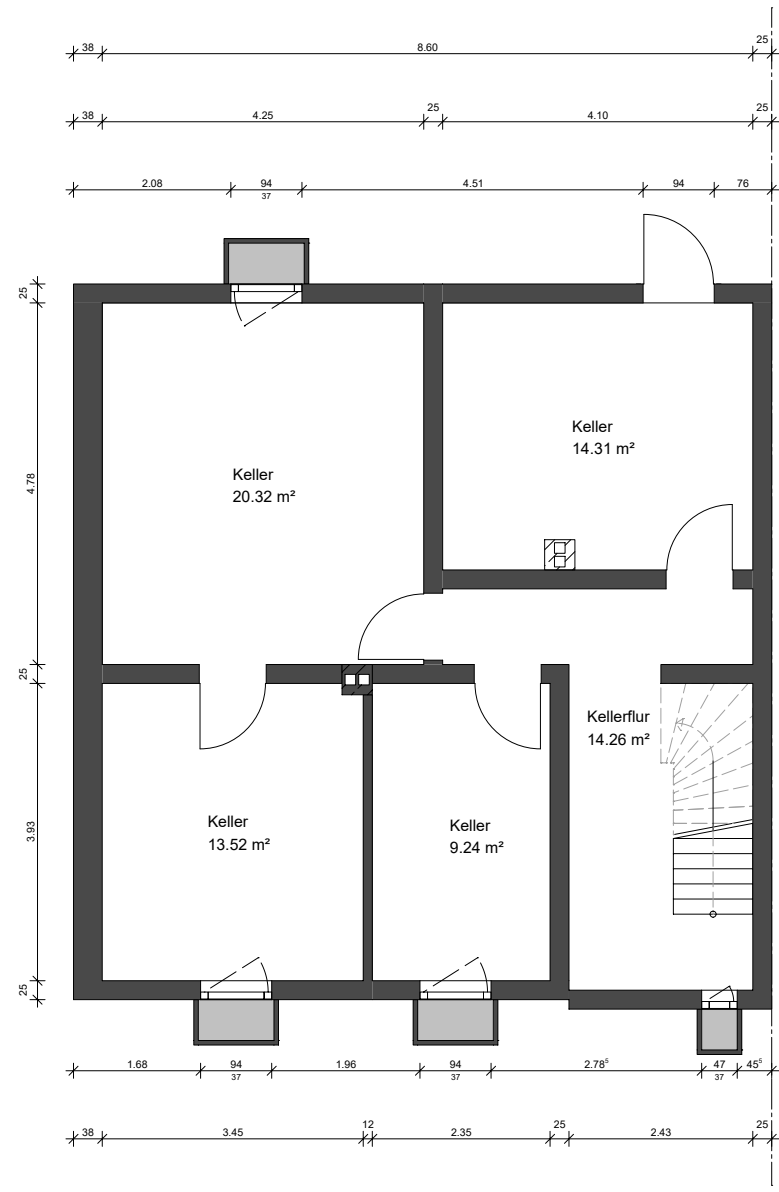 38 8.60 25
38 4.25 25 4.10 25
2.08 94 4.51 94 76
37
25
4.78
25
3.93
25
Keller
14.31 m²
Keller
20.32 m²
Kellerflur
14.26 m²
Keller
13.52 m²
Keller
9.24 m²
1.68 94 1.96 94 2.78⁵ 47 45⁵
37 37 37
38 3.45 12 2.35 25 2.43 25